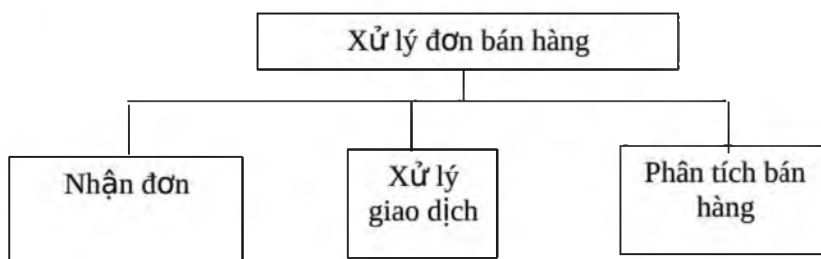 Xử lý đơn bán hàng
Nhận đơn
Xử lý
giao dịch
Phân tích bán
hàng